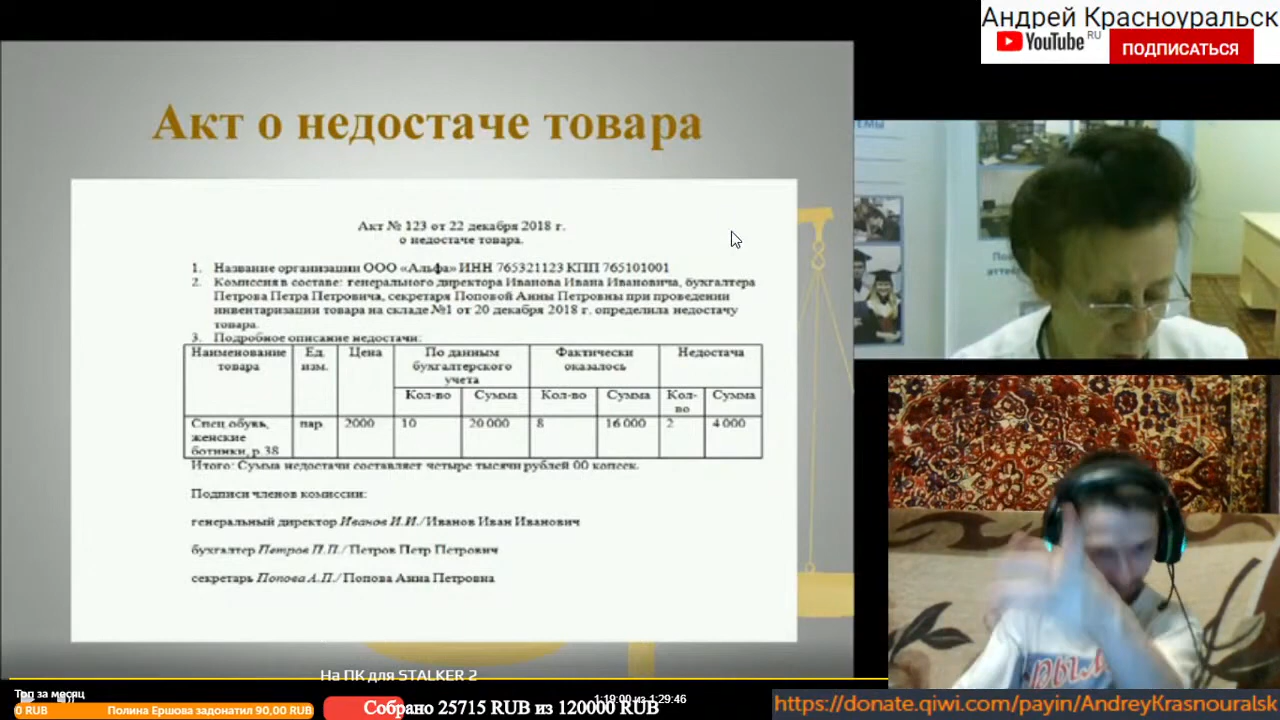 Андрей Красноуральск
YouTube RU
ПОДПИСАТЬСЯ
Акт о недостаче товара
Акт № 123 от 22 декабря 2018 г.
о недостаче товара.
1. Название организации ООО «Альфа» ИНН 765321123 КПП 765101001
2. Комиссия в составе: генерального директора Иванова Ивана Ивановича, бухгалтера
Петрова Петра Петровича, секретаря Поповой Анны Петровны при проведении
инвентаризации товара на складе №1 от 20 декабря 2018 г. определила недостачу
товара.
3. Подробное описание недостачи:
Наименование товара Ед. изм. Цена По данным бухгалтерского учета Фактически оказалось Недостача
Кол-во Сумма Кол-во Сумма Кол-во Сумма
Спец.обувь, женские ботинки, р.38 пар. 2000 10 20 000 8 16 000 2 4 000
Итого: Сумма недостачи составляет четыре тысячи рублей 00 копеек.
Подписи членов комиссии:
генеральный директор Иванов И.И./ Иванов Иван Иванович
бухгалтер Петров П.П./ Петров Петр Петрович
секретарь Попова А.П./ Попова Анна Петровна
На ПК для STALKER 2
Топ за месяц
0 RUB Полина Ершова задонатил 90,00 RUB
Собрано 25715 RUB из 120000 RUB
1:19:00 из 1:29:46
https://donate.qiwi.com/payin/AndreyKrasnouralsk